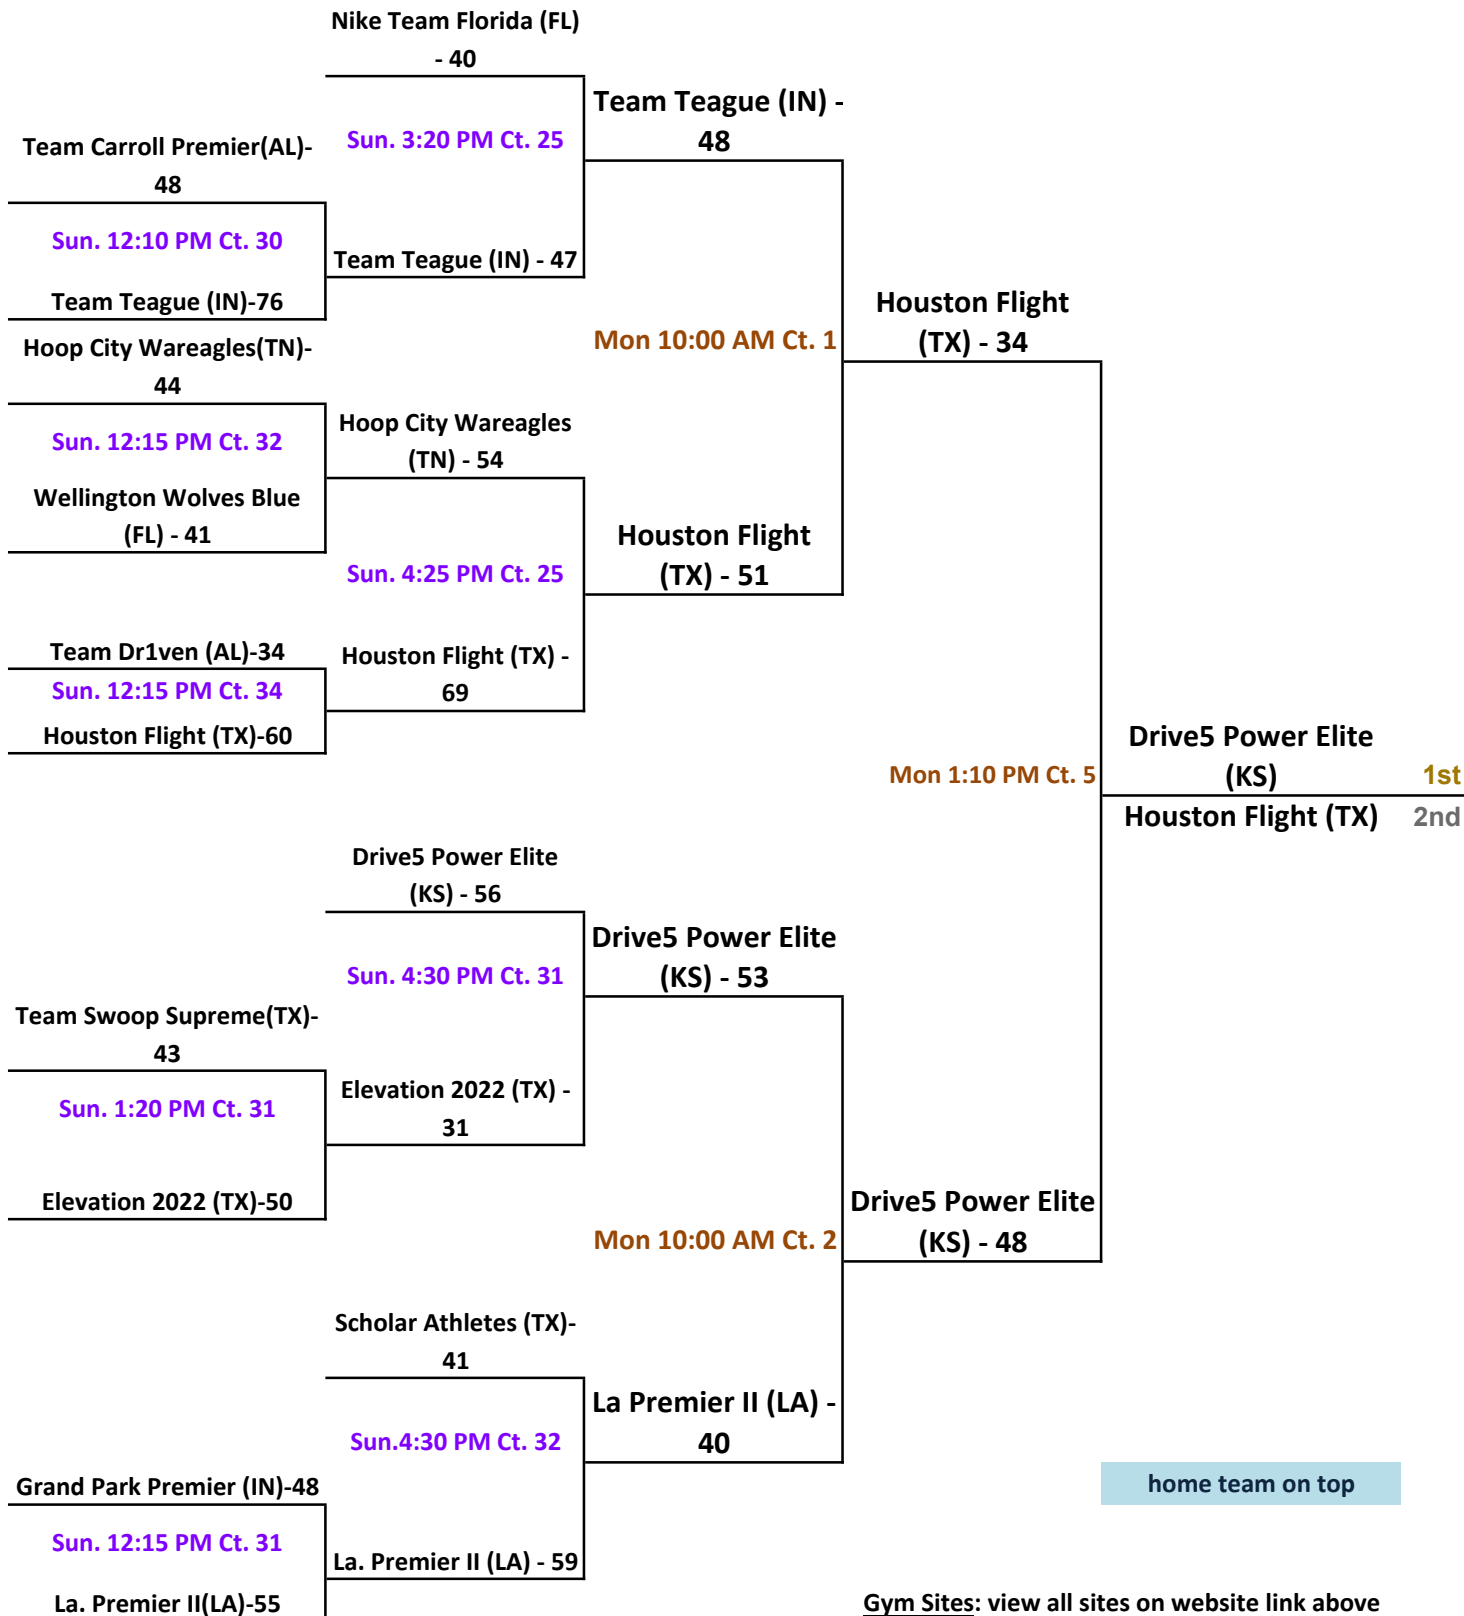 Nike Team Florida (FL)
- 40
Team Teague (IN) -
48
Sun. 3:20 PM Ct. 25
Team Carroll Premier(AL)-
48
Sun. 12:10 PM Ct. 30
Team Teague (IN) - 47
Team Teague (IN)-76
Houston Flight
(TX) - 34
Mon 10:00 AM Ct. 1
Hoop City Wareagles(TN)-
44
Hoop City Wareagles
(TN) - 54
Sun. 12:15 PM Ct. 32
Wellington Wolves Blue
(FL) - 41
Houston Flight
(TX) - 51
Sun. 4:25 PM Ct. 25
Team Dr1ven (AL)-34
Houston Flight (TX) -
69
Sun. 12:15 PM Ct. 34
Houston Flight (TX)-60
Drive5 Power Elite
(KS)
1st
Mon 1:10 PM Ct. 5
Houston Flight (TX)
2nd
Drive5 Power Elite
(KS) - 56
Drive5 Power Elite
(KS) - 53
Sun. 4:30 PM Ct. 31
Team Swoop Supreme(TX)-
43
Elevation 2022 (TX) -
31
Sun. 1:20 PM Ct. 31
Elevation 2022 (TX)-50
Drive5 Power Elite
(KS) - 48
Mon 10:00 AM Ct. 2
Scholar Athletes (TX)-
41
La Premier II (LA) -
40
Sun.4:30 PM Ct. 32
Grand Park Premier (IN)-48
home team on top
Sun. 12:15 PM Ct. 31
La. Premier II (LA) - 59
La. Premier II(LA)-55
Gym Sites: view all sites on website link above